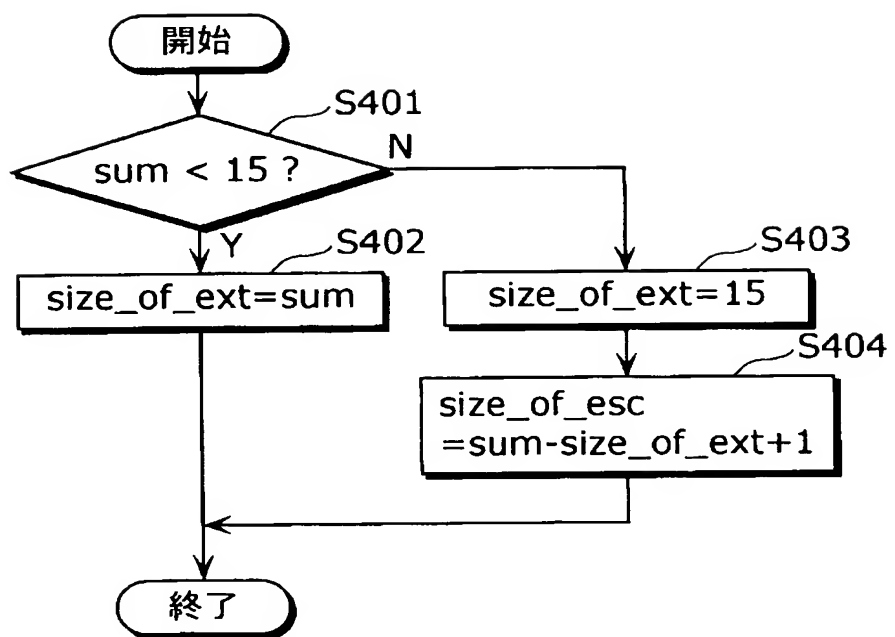 開始
S401
sum < 15 ?
N
Y
S402
size_of_ext=sum
S403
size_of_ext=15
S404
size_of_esc
=sum-size_of_ext+1
終了